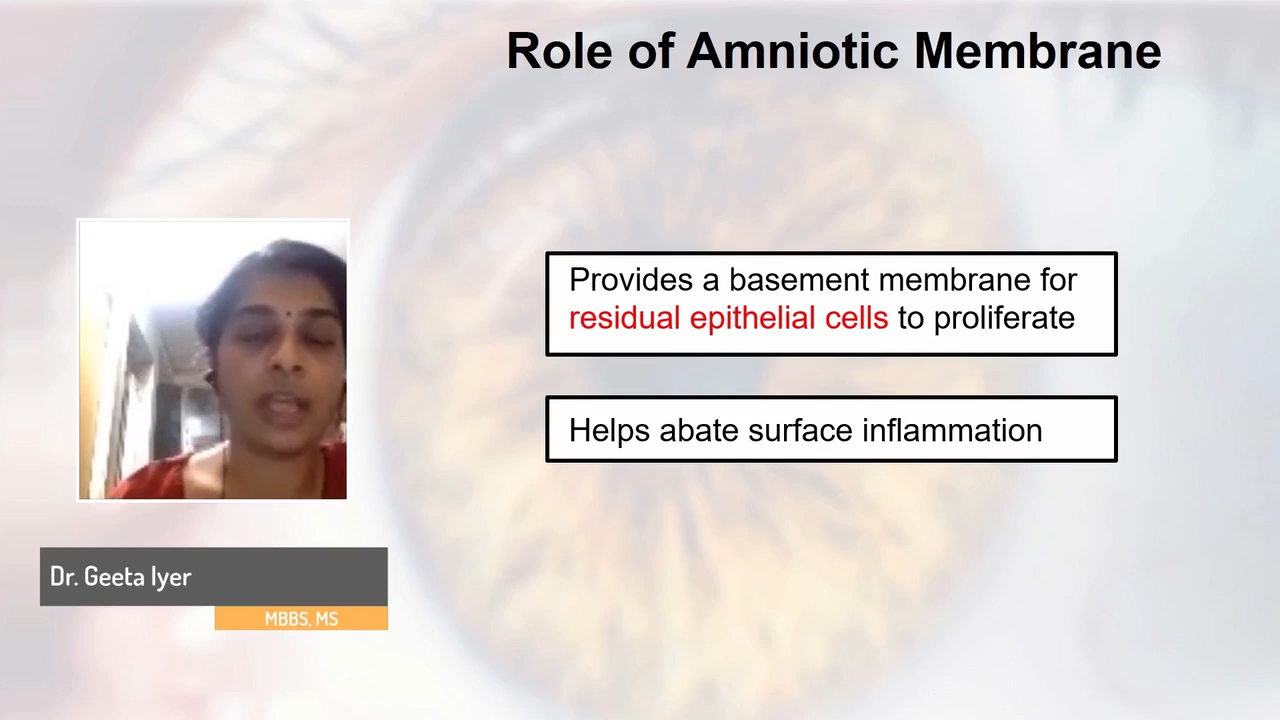 Role of Amniotic Membrane
Provides a basement membrane for
residual epithelial cells to proliferate
Helps abate surface inflammation
Dr. Geeta Iyer
MBBS, MS